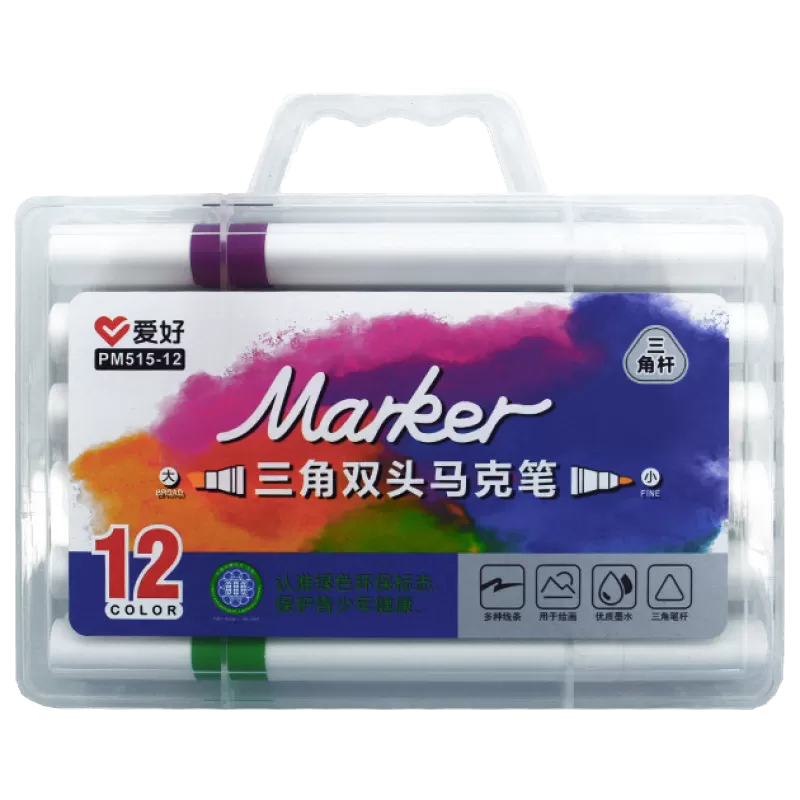 爱好
PM515-12
三
角杆
Marker
大
BROAD
三角双头马克笔
小
FINE
12
COLOR
认准绿色环保标志,
保护青少年健康。
多种线条
用于绘画
优质墨水
三角笔杆